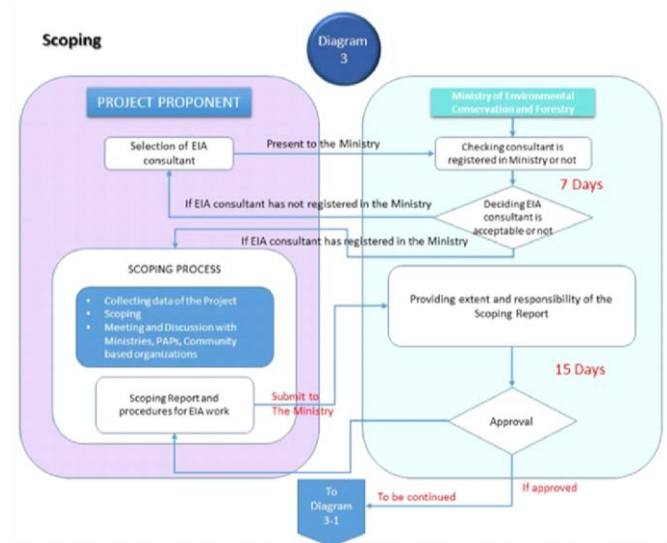 Scoping
Diagram
3
PROJECT PROPONENT
Ministry of Environmental
Conservation and Forestry
Selection of EIA
consultant
Present to the Ministry
Checking consultant is
registered in Ministry or not
7 Days
If EIA consultant has not registered in the Ministry
Deciding EIA
consultant is
acceptable or not
If EIA consultant has registered in the Ministry
SCOPING PROCESS
• Collecting data of the Project
• Scoping
• Meeting and Discussion with
Ministries, PAPs, Community
based organizations
Providing extent and responsibility of the
Scoping Report
15 Days
Scoping Report and
procedures for EIA work
Submit to
The Ministry
Approval
If approved
To be continued
To
Diagram
3-1